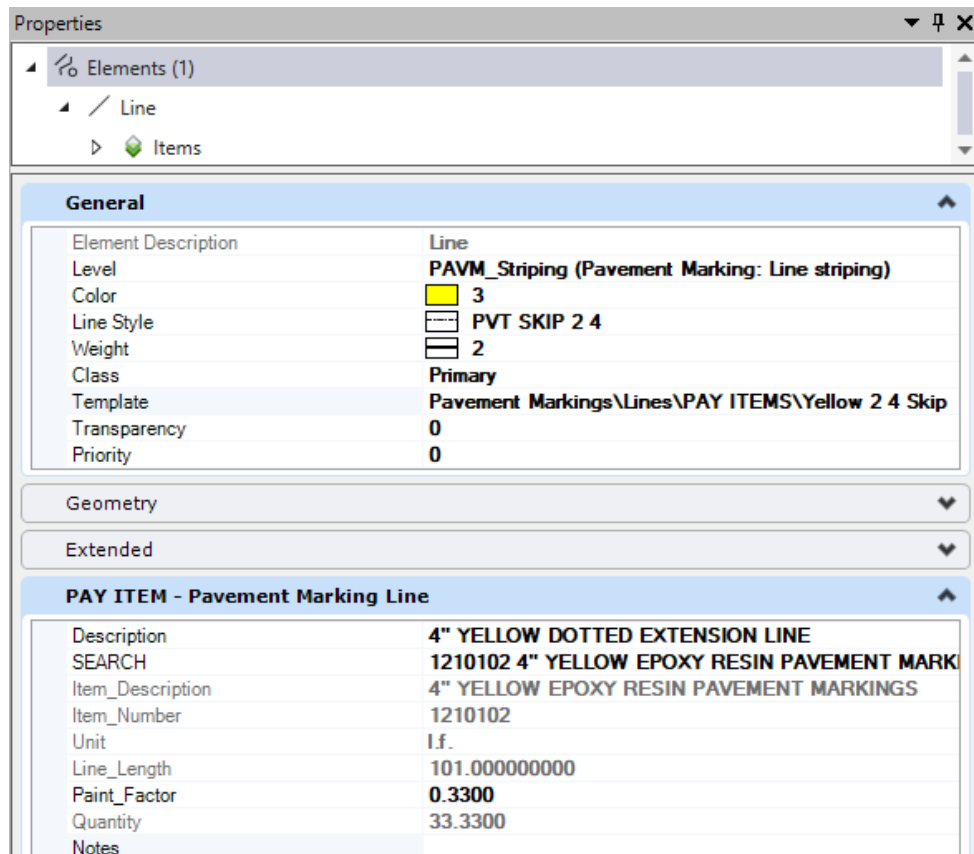 Properties
Elements (1)
Line
Items
General
Element Description Line
Level PAVM_Striping (Pavement Marking: Line striping)
Color 3
Line Style PVT SKIP 2 4
Weight 2
Class Primary
Template Pavement Markings\Lines\PAY ITEMS\Yellow 2 4 Skip
Transparency 0
Priority 0
Geometry
Extended
PAY ITEM - Pavement Marking Line
Description 4" YELLOW DOTTED EXTENSION LINE
SEARCH 1210102 4" YELLOW EPOXY RESIN PAVEMENT MARKI
Item_Description 4" YELLOW EPOXY RESIN PAVEMENT MARKINGS
Item_Number 1210102
Unit l.f.
Line_Length 101.000000000
Paint_Factor 0.3300
Quantity 33.3300
Notes